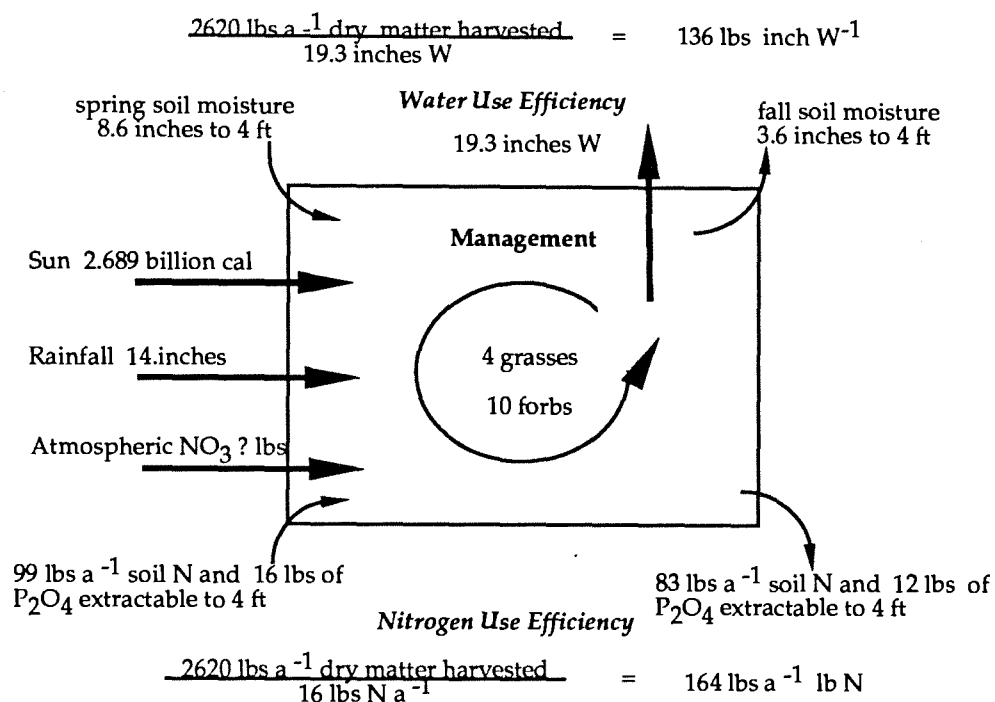 2620 lbs a -1 dry matter harvested
19.3 inches W
= 136 lbs inch W-1
spring soil moisture
8.6 inches to 4 ft
Water Use Efficiency
19.3 inches W
fall soil moisture
3.6 inches to 4 ft
Management
Sun 2.689 billion cal
Rainfall 14.inches
4 grasses
10 forbs
Atmospheric NO3 ? lbs
99 lbs a -1 soil N and 16 lbs of
P2O4 extractable to 4 ft
83 lbs a -1 soil N and 12 lbs of
P2O4 extractable to 4 ft
Nitrogen Use Efficiency
2620 lbs a -1 dry matter harvested
16 lbs N a -1
= 164 lbs a -1 lb N